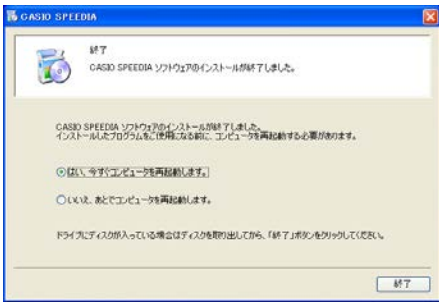 CASIO SPEEDIA
終了
CASIO SPEEDIA ソフトウェアのインストールが終了しました。
CASIO SPEEDIA ソフトウェアのインストールが終了しました。
インストールしたプログラムをご使用になる前に、コンピュータを再起動する必要があります。
はい、今すぐコンピュータを再起動します。
いいえ、あとでコンピュータを再起動します。
ドライブにディスクが入っている場合はディスクを取り出してから、「終了」ボタンをクリックしてください。
終了